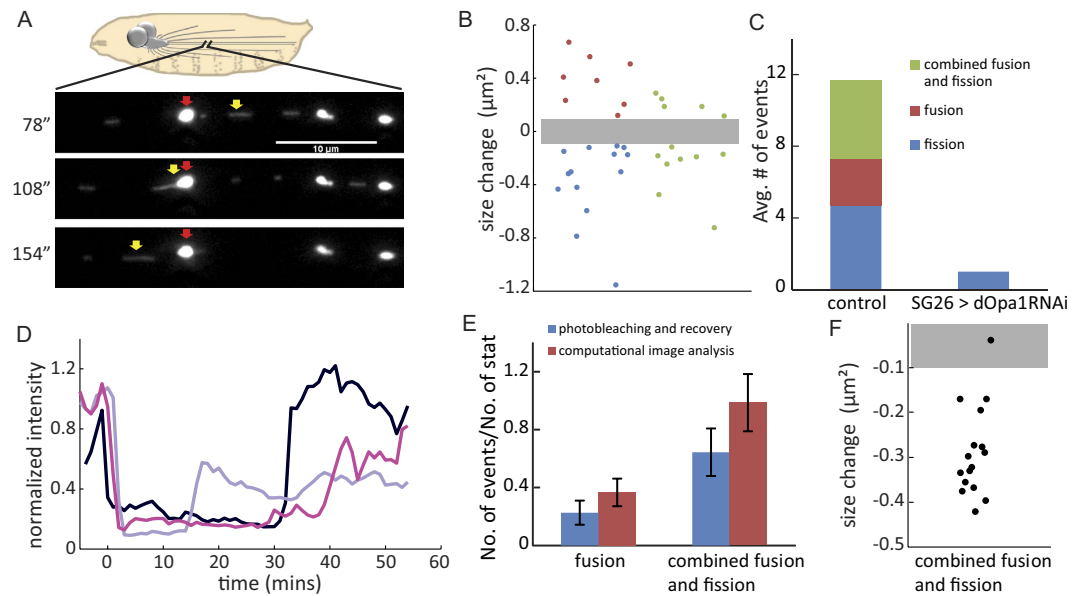 A
78”
10 µm
108”
154”
B
size change (µm²)
0.8
0.4
0
-0.4
-0.8
-1.2
C
Avg. # of events
12
8
4
0
combined fusion
and fission
fusion
fission
control
SG26 > dOpa1RNAi
D
normalized intensity
1.2
0.8
0.4
0
0
10
20
30
40
50
60
time (mins)
E
No. of events/No. of stat
photobleaching and recovery
computational image analysis
1.2
0.8
0.4
0
fusion
combined fusion
and fission
F
size change (µm²)
-0.1
-0.2
-0.3
-0.4
-0.5
combined fusion
and fission